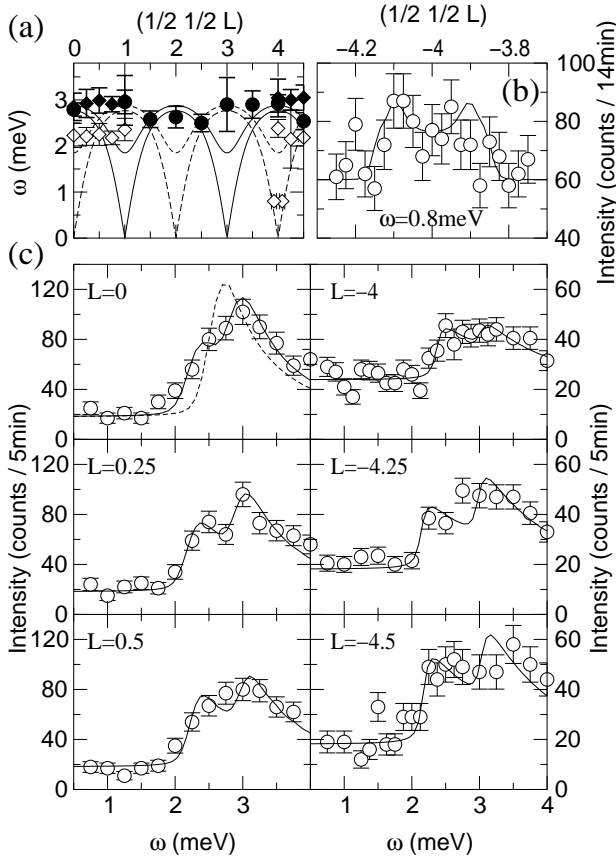 (a)
(1/2 1/2 L)
0 1 2 3 4
ω (meV)
3
2
1
0
(1/2 1/2 L)
−4.2 −4 −3.8
(b)
ω=0.8meV
100
80
60
40
Intensity (counts / 14min)
(c)
L=0
120
80
40
0
L=−4
60
40
20
0
L=0.25
120
80
40
0
L=−4.25
60
40
20
0
L=0.5
120
80
40
0
L=−4.5
60
40
20
0
Intensity (counts / 5min)
Intensity (counts / 5min)
0 1 2 3
1 2 3 4
ω (meV)
ω (meV)